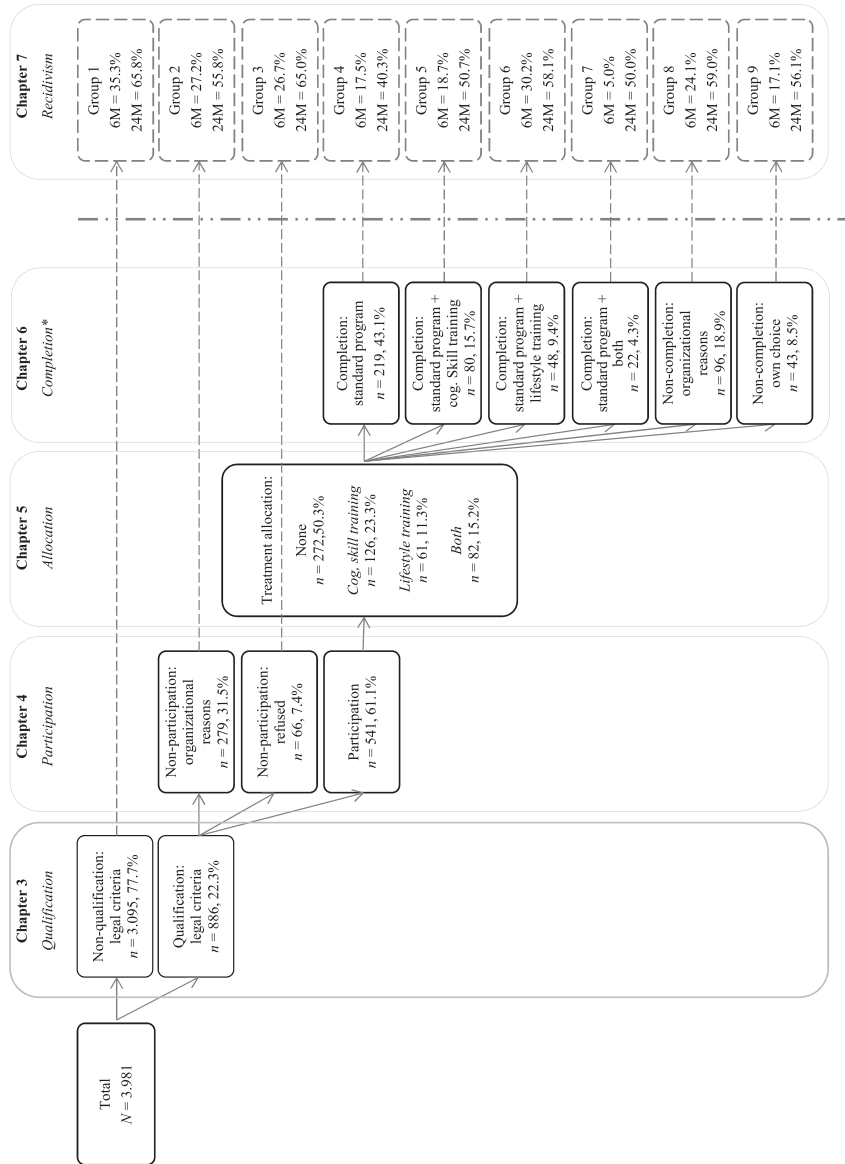 Total
N = 3.981
Chapter 3
Qualification
Non-qualification:
legal criteria
n = 3.095, 77.7%
Qualification:
legal criteria
n = 886, 22.3%
Chapter 4
Participation
Non-participation:
organizational
reasons
n = 279, 31.5%
Non-participation:
refused
n = 66, 7.4%
Participation
n = 541, 61.1%
Chapter 5
Allocation
Treatment allocation:
None
n = 272,50.3%
Cog, skill training
n = 126, 23.3%
Lifestyle training
n = 61, 11.3%
Both
n = 82, 15.2%
Chapter 6
Completion*
Completion:
standard program
n = 219, 43.1%
Completion:
standard program +
cog. Skill training
n = 80, 15.7%
Completion:
standard program +
lifestyle training
n = 48, 9.4%
Completion:
standard program +
both
n = 22, 4.3%
Non-completion:
organizational
reasons
n = 96, 18.9%
Non-completion:
own choice
n = 43, 8.5%
Chapter 7
Recidivism
Group 1
6M = 35.3%
24M = 65.8%
Group 2
6M = 27.2%
24M = 55.8%
Group 3
6M = 26.7%
24M = 65.0%
Group 4
6M = 17.5%
24M = 40.3%
Group 5
6M = 18.7%
24M = 50.7%
Group 6
6M = 30.2%
24M = 58.1%
Group 7
6M = 5.0%
24M = 50.0%
Group 8
6M = 24.1%
24M = 59.0%
Group 9
6M = 17.1%
24M = 56.1%